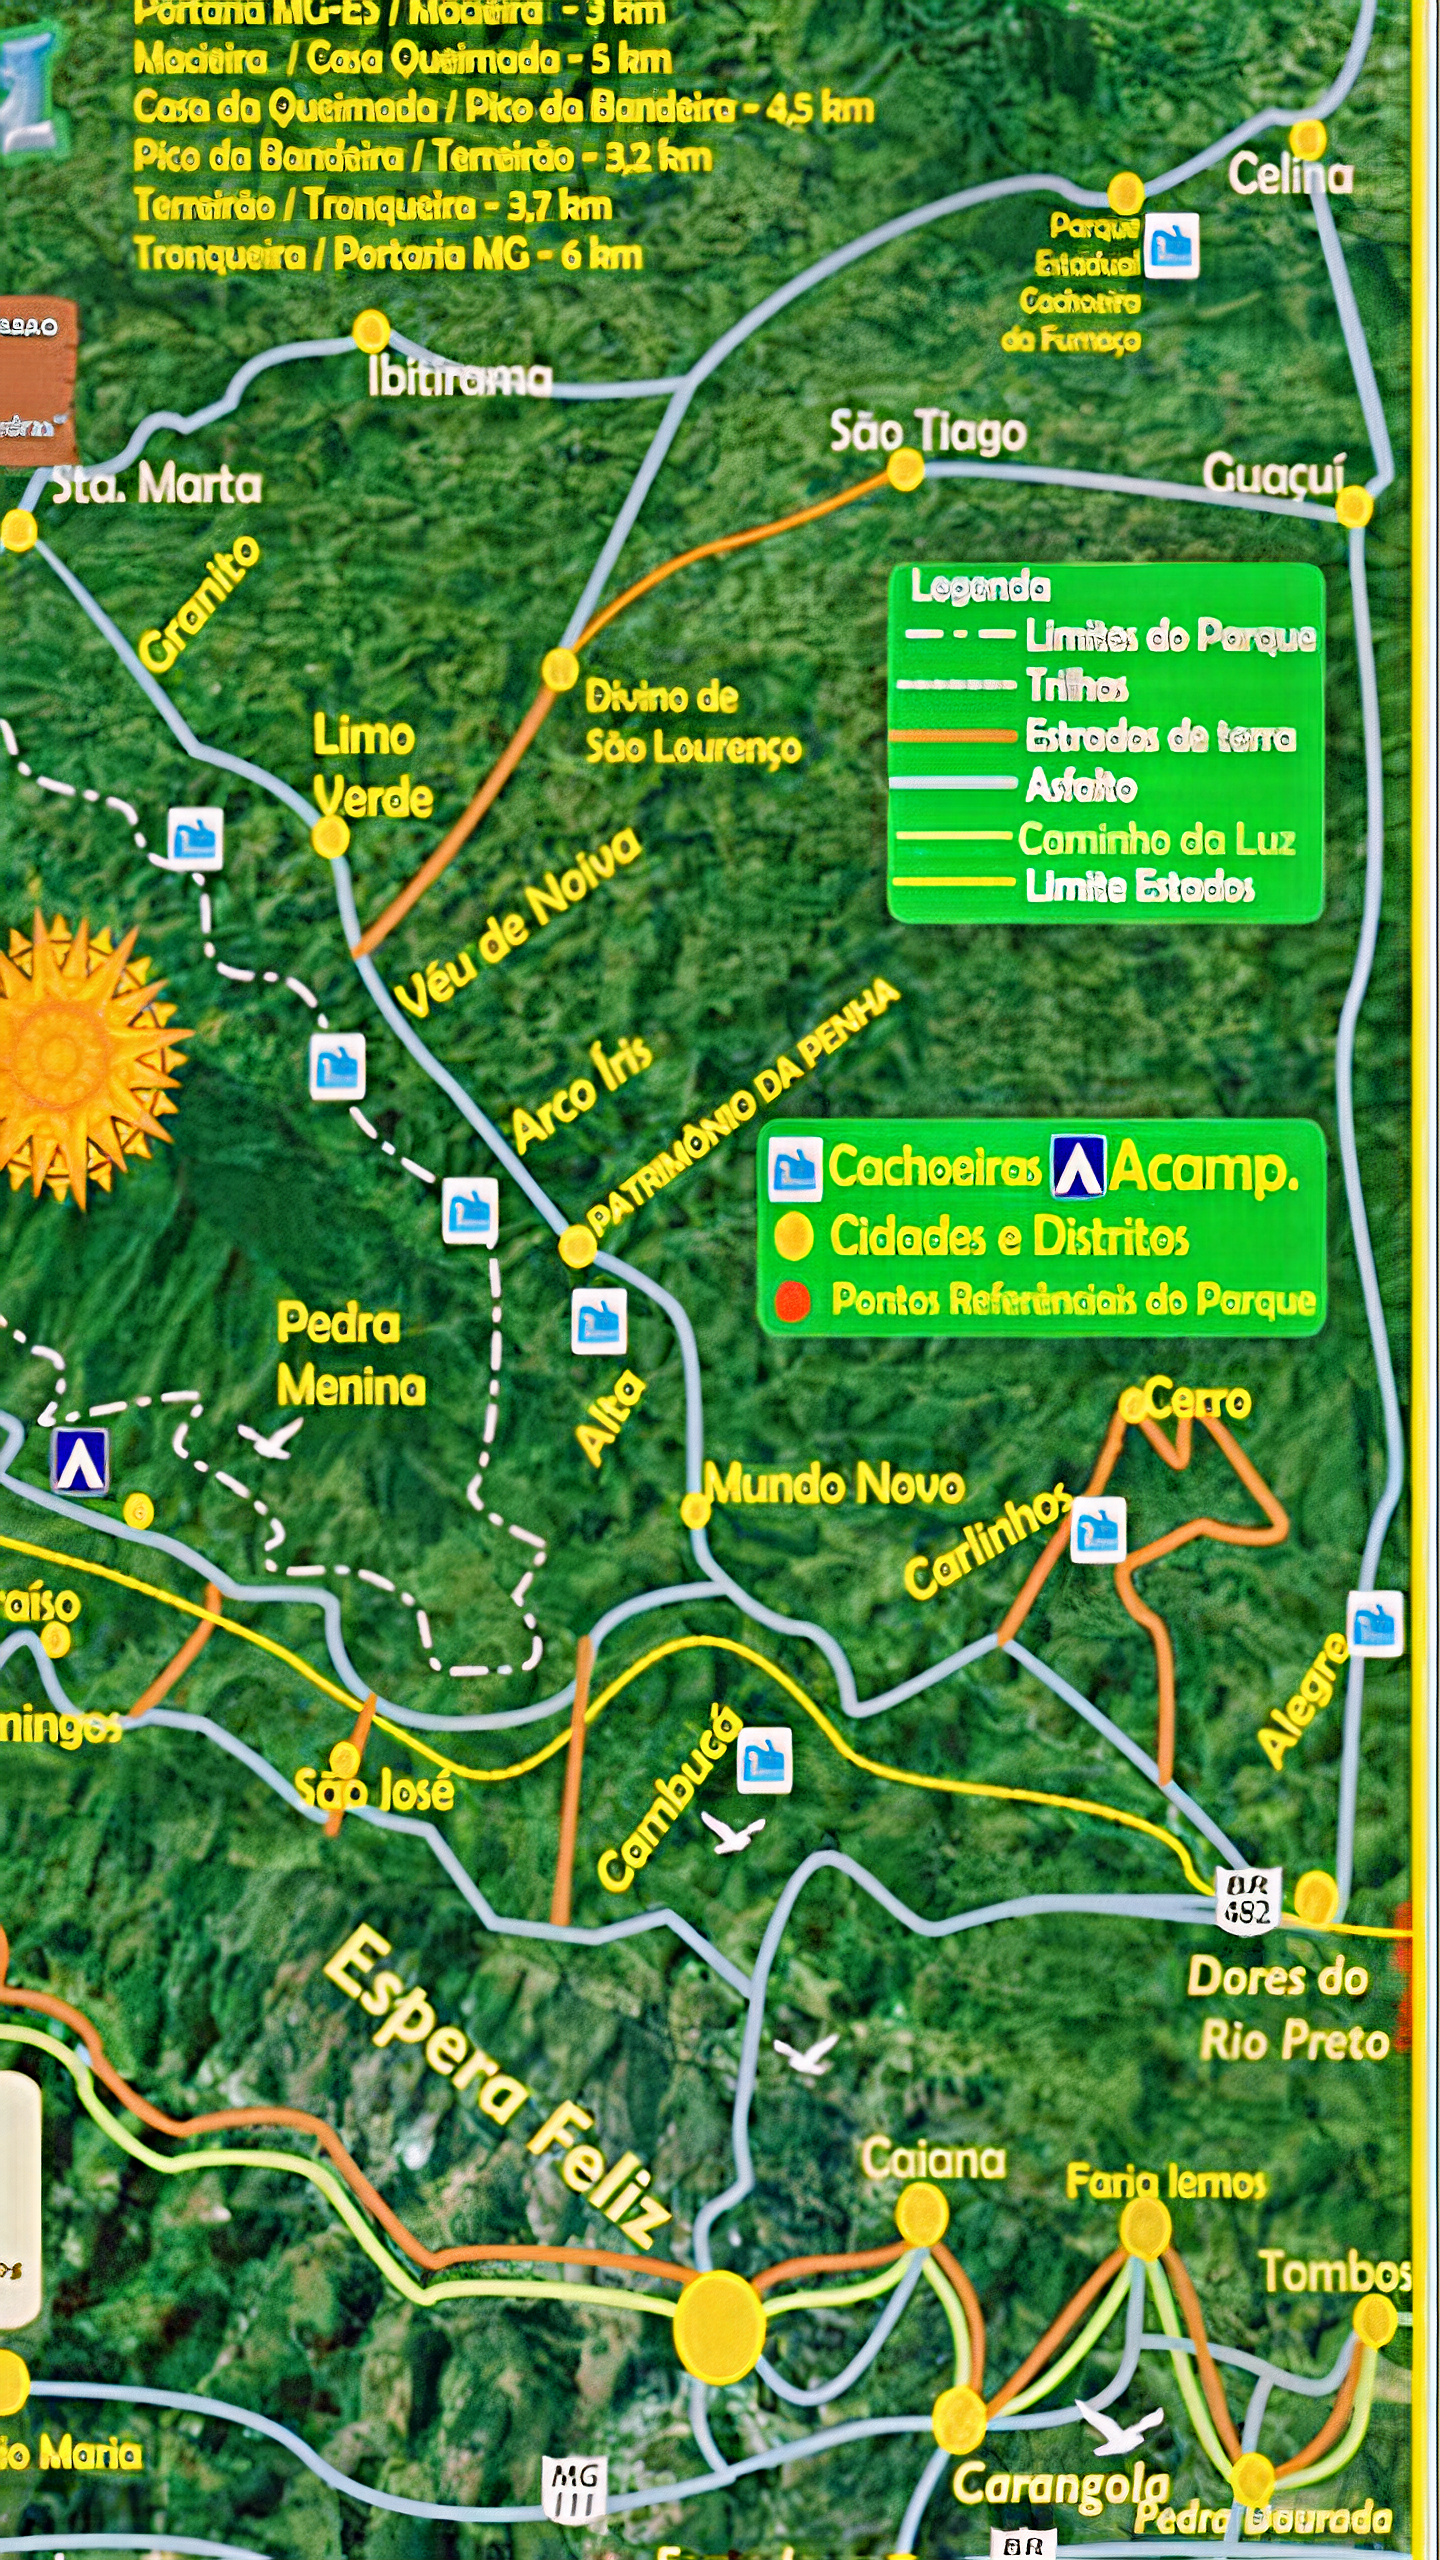 Portaria MG-ES / Macieira - 3 km
Macieira / Casa Queimada - 5 km
Casa da Queimada / Pico da Bandeira - 4,5 km
Pico da Bandeira / Terreirão - 3,2 km
Terreirão / Tronqueira - 3,7 km
Tronqueira / Portaria MG - 6 km
Celina
Parque
Estadual
Cachoeira
da Fumaça
Ibitirama
São Tiago
Guaçuí
Sta. Marta
Granito
Legenda
Limites do Parque
Trilhas
Estradas de terra
Asfalto
Caminho da Luz
Limite Estados
Divino de
São Lourenço
Limo
Verde
Véu de Noiva
Arco Íris
PATRIMÔNIO DA PENHA
Cachoeiras Acamp.
Cidades e Distritos
Pontos Referênciais do Parque
Pedra
Menina
Alta
Cerro
Mundo Novo
Carlinhos
raíso
Alegre
mingos
São José
Cambucá
BR
482
Dores do
Rio Preto
Espera Feliz
Caiana
Faria lemos
Tombos
Maria
MG
111
Carangola
Pedra Dourada
BR